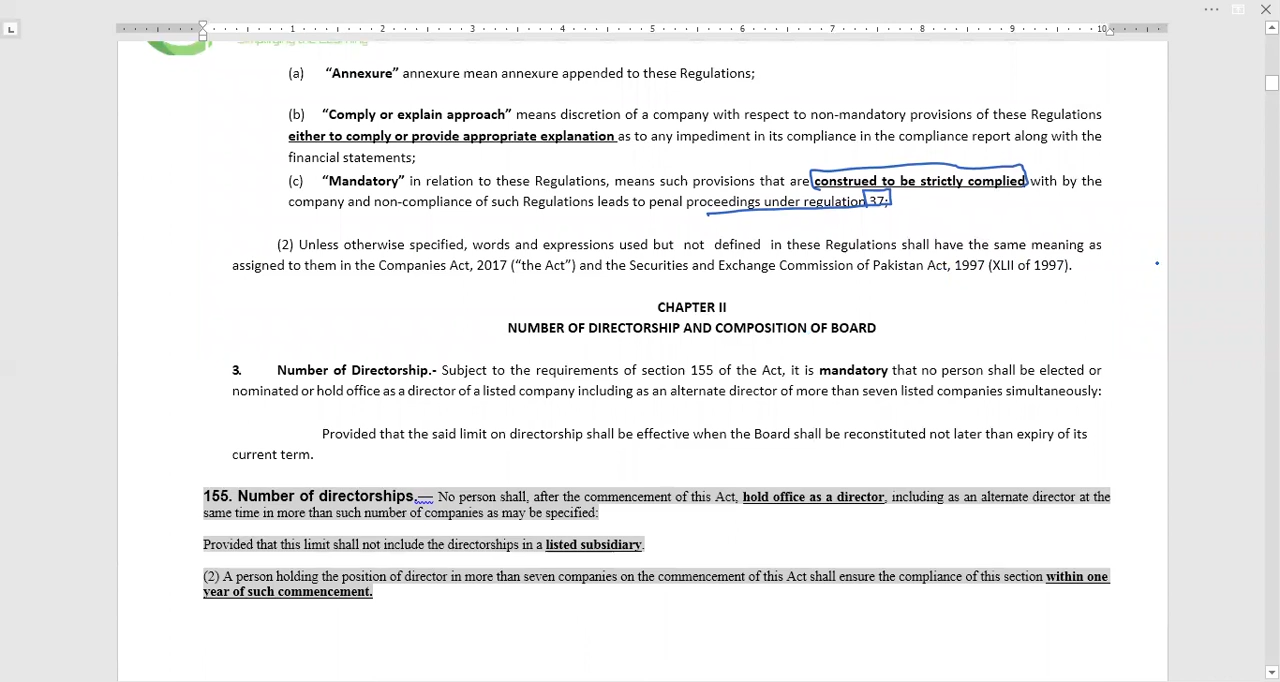 Simplifying the Learning
1 2 3 4 5 6 7 8 9 10
(a) “Annexure” annexure mean annexure appended to these Regulations;
(b) “Comply or explain approach” means discretion of a company with respect to non-mandatory provisions of these Regulations
either to comply or provide appropriate explanation as to any impediment in its compliance in the compliance report along with the
financial statements;
(c) “Mandatory” in relation to these Regulations, means such provisions that are construed to be strictly complied with by the
company and non-compliance of such Regulations leads to penal proceedings under regulation 37;
(2) Unless otherwise specified, words and expressions used but not defined in these Regulations shall have the same meaning as
assigned to them in the Companies Act, 2017 (“the Act”) and the Securities and Exchange Commission of Pakistan Act, 1997 (XLII of 1997).
CHAPTER II
NUMBER OF DIRECTORSHIP AND COMPOSITION OF BOARD
3. Number of Directorship.- Subject to the requirements of section 155 of the Act, it is mandatory that no person shall be elected or
nominated or hold office as a director of a listed company including as an alternate director of more than seven listed companies simultaneously:
Provided that the said limit on directorship shall be effective when the Board shall be reconstituted not later than expiry of its
current term.
155. Number of directorships.— No person shall, after the commencement of this Act, hold office as a director, including as an alternate director at the
same time in more than such number of companies as may be specified:
Provided that this limit shall not include the directorships in a listed subsidiary.
(2) A person holding the position of director in more than seven companies on the commencement of this Act shall ensure the compliance of this section within one
year of such commencement.